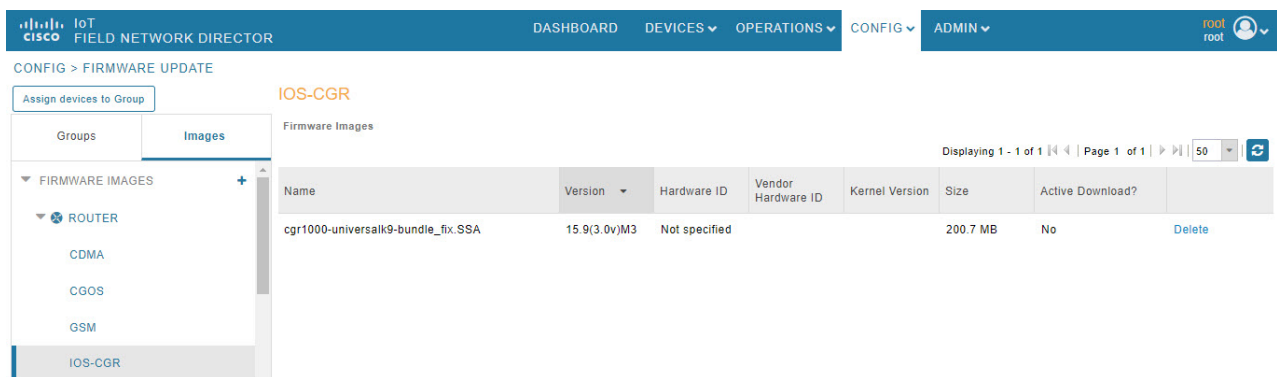 IoT
CISCO FIELD NETWORK DIRECTOR
DASHBOARD DEVICES OPERATIONS CONFIG ADMIN
root
root
CONFIG > FIRMWARE UPDATE
Assign devices to Group
Groups Images
FIRMWARE IMAGES +
ROUTER
CDMA
CGOS
GSM
IOS-CGR
IOS-CGR
Firmware Images
Displaying 1 - 1 of 1 | Page 1 of 1 | 50
Name Version Hardware ID Vendor Hardware ID Kernel Version Size Active Download?
cgr1000-universalk9-bundle_fix.SSA 15.9(3.0v)M3 Not specified 200.7 MB No Delete